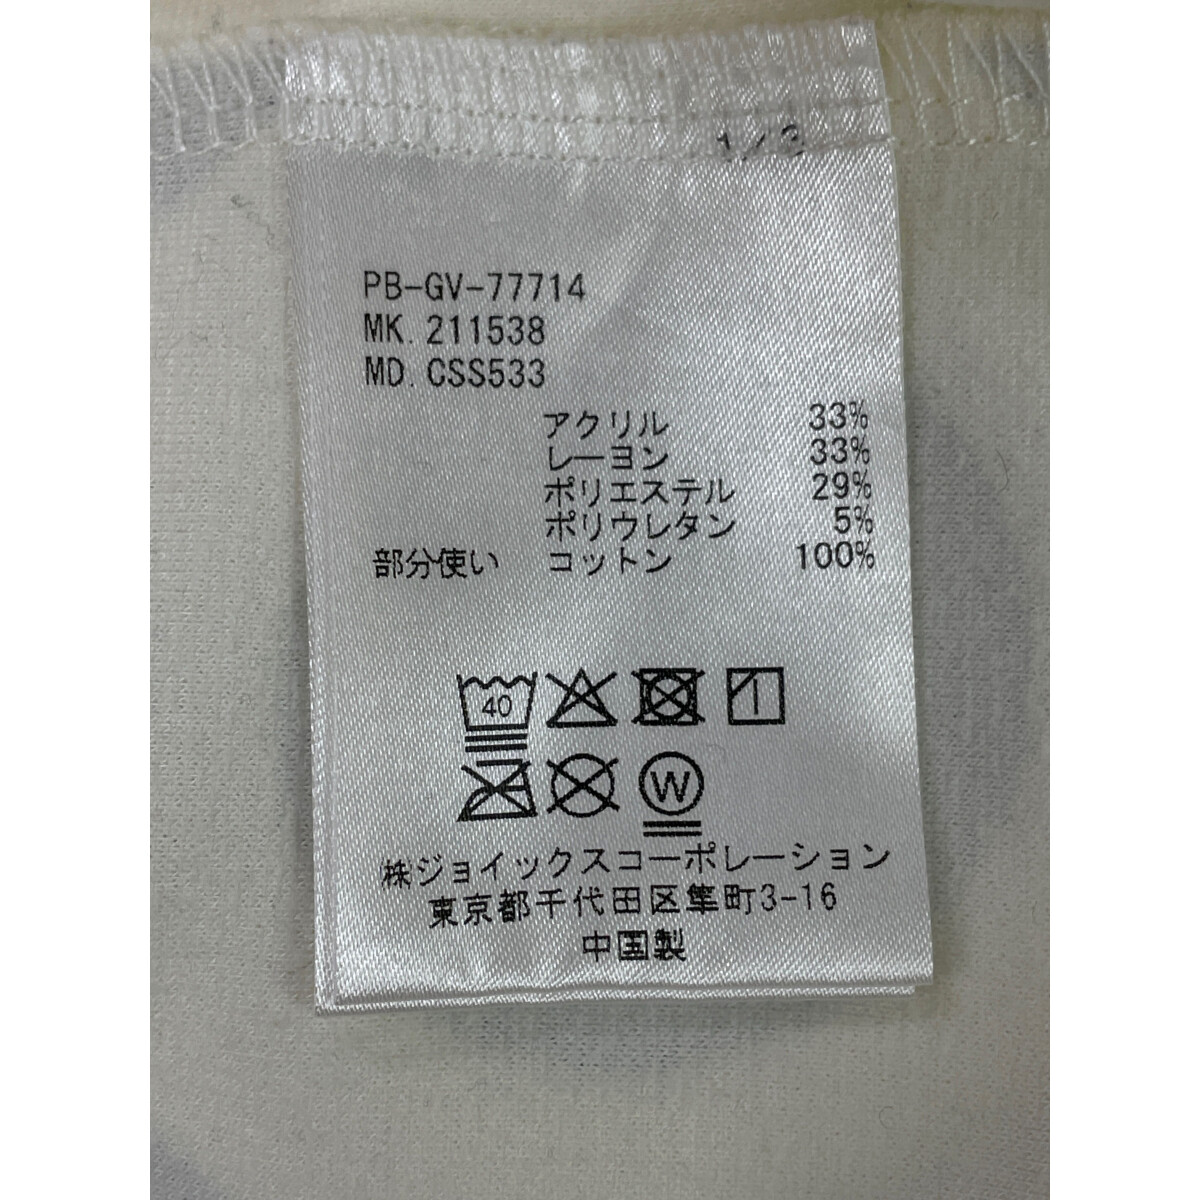 1/3
PB-GV-77714
MK. 211538
MD. CSS533
アクリル 33%
レーヨン 33%
ポリエステル 29%
ポリウレタン 5%
部分使い コットン 100%
40
W
㈱ジョイックスコーポレーション
東京都千代田区隼町3-16
中国製